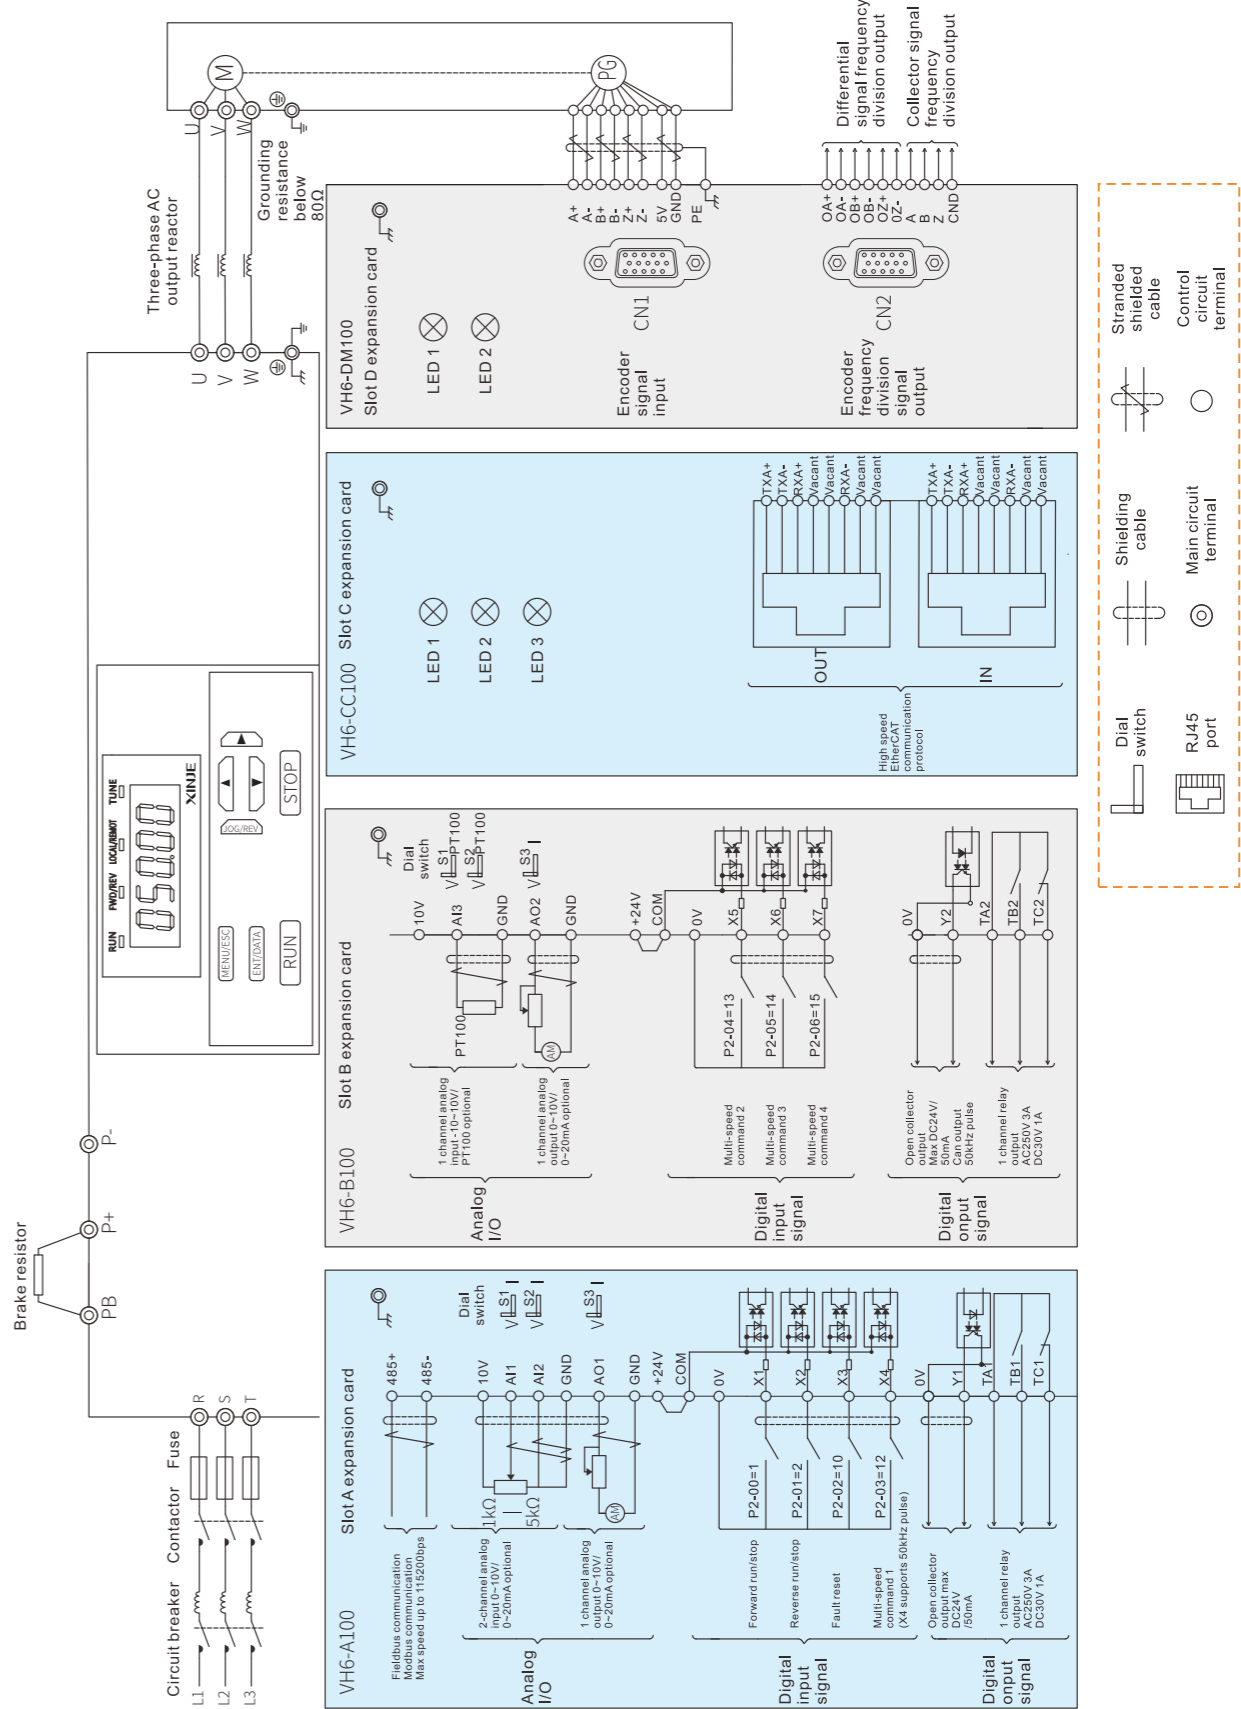 Brake resistor
PB
P+
P-
Circuit breaker
Contactor
Fuse
L1
L2
L3
R
S
T
RUN
FWD/REV
LOCAL/REMOT
TUNE
050.00
XINJE
MENU/ESC
ENT/DATA
JOG/REV
RUN
STOP
U
V
W
Three-phase AC
output reactor
U
V
W
Grounding
resistance
below
80Ω
M
PG
VH6-A100
Slot A expansion card
Fieldbus communication
Modbus communication
Max speed up to 115200bps
485+
485-
Analog
I/O
2-channel analog
input 0~10V/
0~20mA optional
1kΩ
5kΩ
10V
AI1
AI2
GND
Dial
switch
V
S1
I
V
S2
I
1 channel analog
output 0~10V/
0~20mA optional
AM
AO1
GND
V
S3
I
+24V
COM
0V
Digital
input
signal
Forward run/stop
P2-00=1
X1
Reverse run/stop
P2-01=2
X2
Fault reset
P2-02=10
X3
Multi-speed
command 1
(X4 supports 50kHz pulse)
P2-03=12
X4
Digital
onput
signal
Open collector
output max
DC24V
/50mA
0V
Y1
1 channel relay
output
AC250V 3A
DC30V 1A
TA1
TB1
TC1
VH6-B100
Slot B expansion card
Analog
I/O
1 channel analog
input -10~10V/
PT100 optional
PT100
10V
AI3
GND
Dial
switch
V
S1
PT100
V
S2
PT100
1 channel analog
output 0~10V/
0~20mA optional
AM
AO2
GND
V
S3
I
+24V
COM
0V
Digital
input
signal
Multi-speed
command 2
P2-04=13
X5
Multi-speed
command 3
P2-05=14
X6
Multi-speed
command 4
P2-06=15
X7
Digital
onput
signal
Open collector
output
Max DC24V/
50mA
Can output
50kHz pulse
0V
Y2
1 channel relay
output
AC250V 3A
DC30V 1A
TA2
TB2
TC2
VH6-CC100
Slot C expansion card
LED 1
LED 2
LED 3
High speed
EtherCAT
communication
protocol
OUT
TXA+
TXA-
RXA+
Vacant
Vacant
RXA-
Vacant
Vacant
IN
TXA+
TXA-
RXA+
Vacant
Vacant
RXA-
Vacant
Vacant
VH6-DM100
Slot D expansion card
LED 1
LED 2
Encoder
signal
input
CN1
A+
A-
B+
B-
Z+
Z-
5V
GND
PE
Encoder
frequency
division
signal
output
CN2
OA+
OA-
OB+
OB-
OZ+
0Z-
A
B
Z
CND
Differential
signal frequency
division output
Collector signal
frequency
division output
Dial
switch
Shielding
cable
Stranded
shielded
cable
RJ45
port
Main circuit
terminal
Control
circuit
terminal